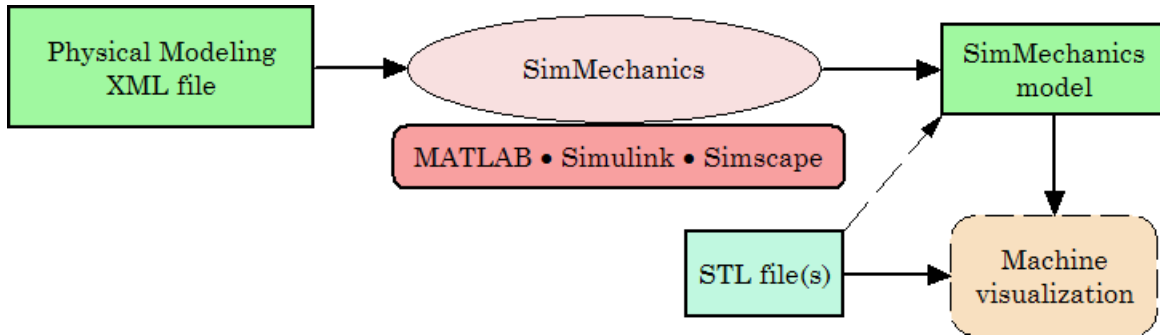 Physical Modeling
XML file
SimMechanics
SimMechanics
model
MATLAB • Simulink • Simscape
STL file(s)
Machine
visualization